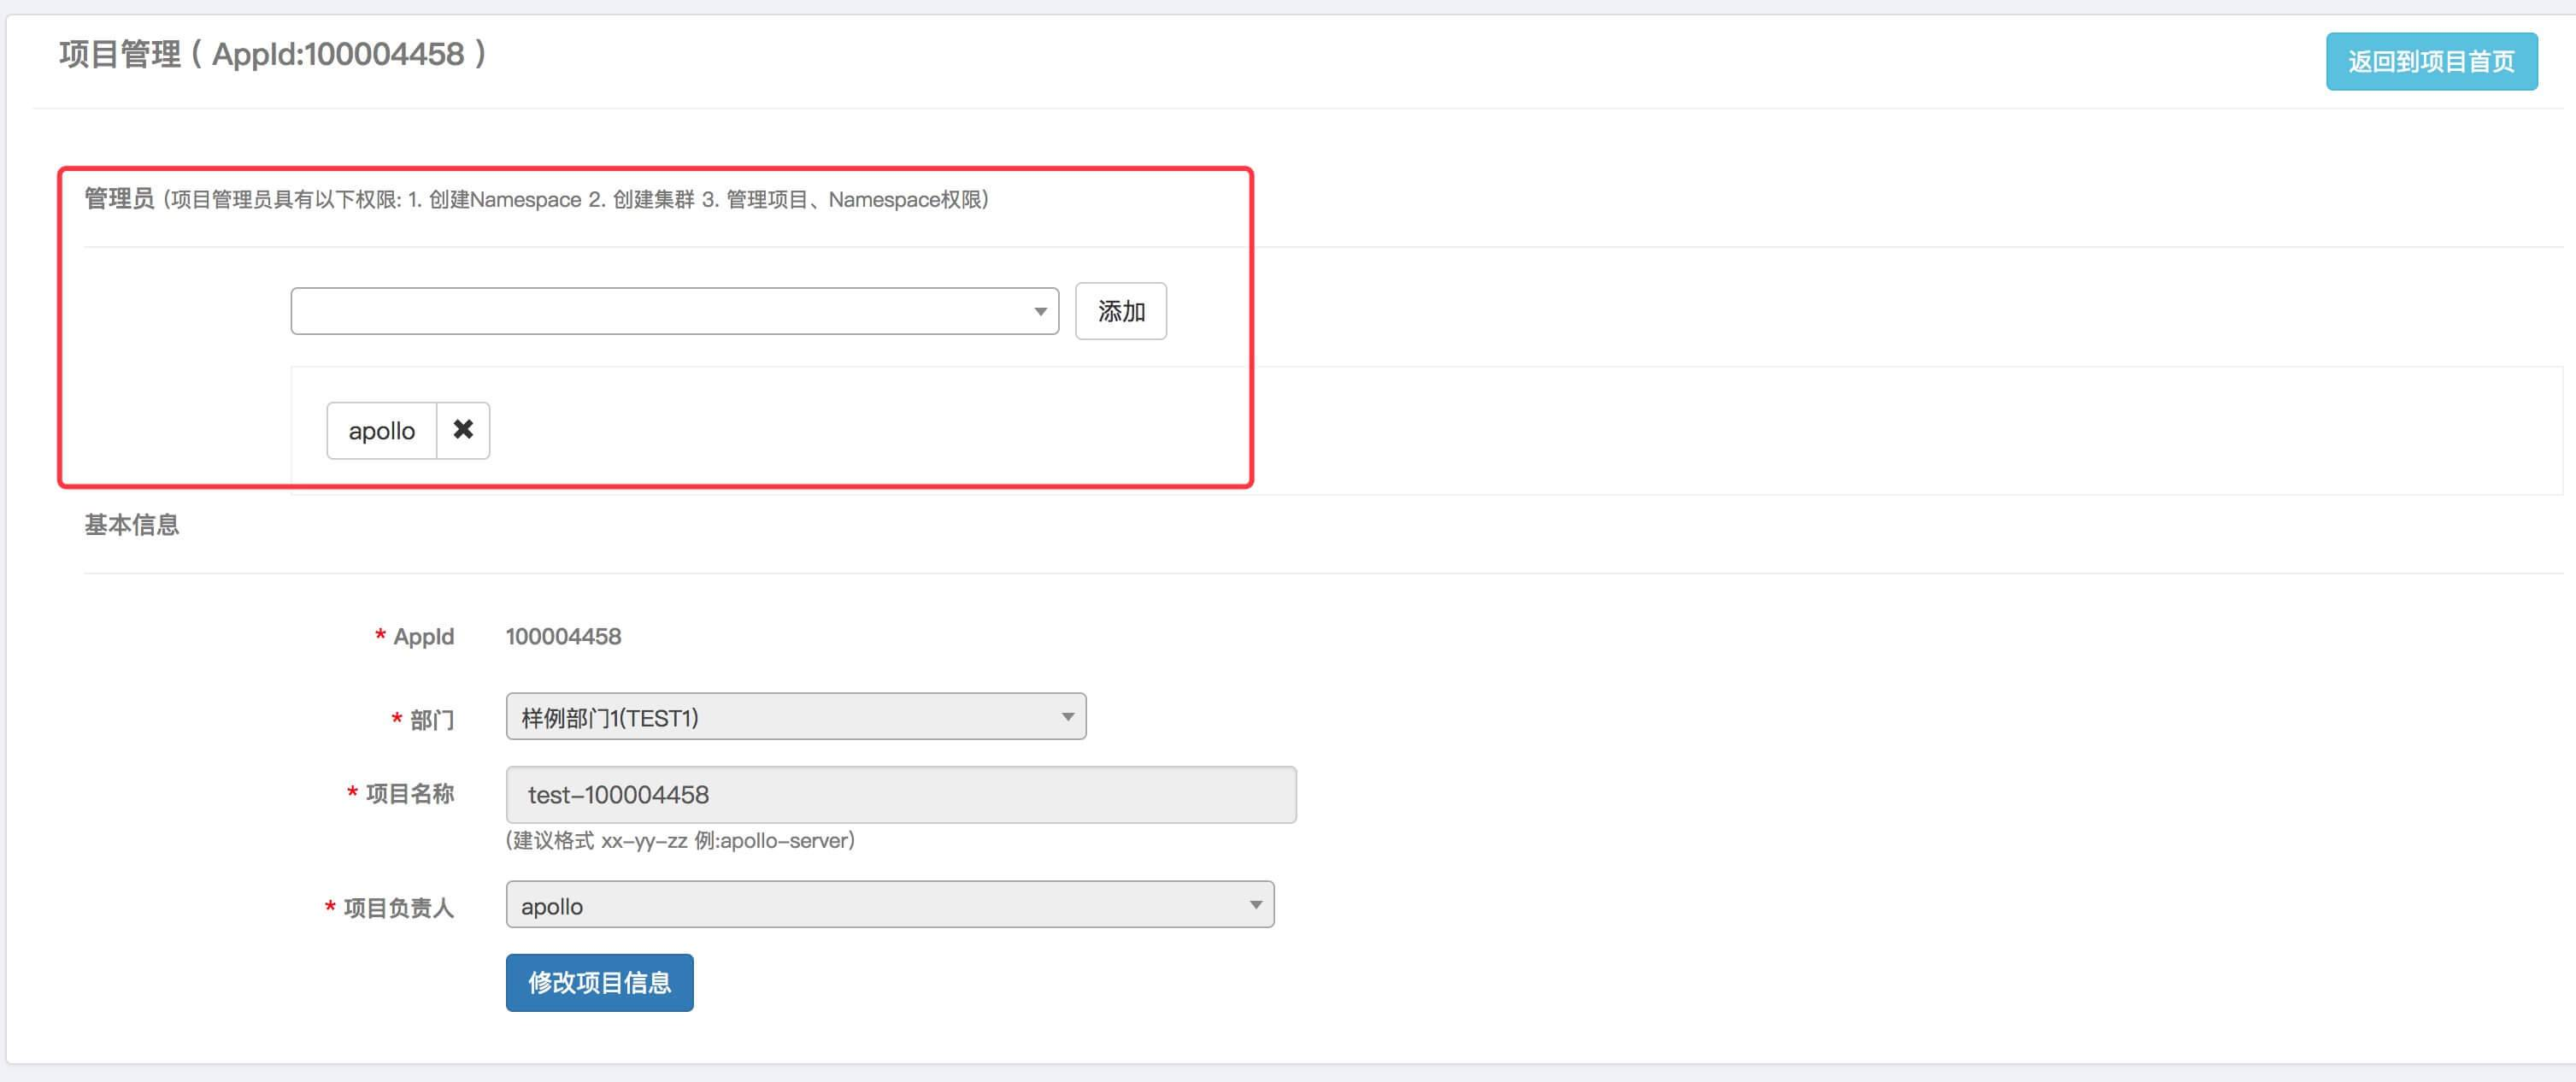 项目管理 ( AppId:100004458 )
返回到项目首页
管理员 (项目管理员具有以下权限: 1. 创建Namespace 2. 创建集群 3. 管理项目、Namespace权限)
添加
apollo
基本信息
* AppId 100004458
* 部门 样例部门1(TEST1)
* 项目名称 test-100004458
(建议格式 xx-yy-zz 例:apollo-server)
* 项目负责人 apollo
修改项目信息